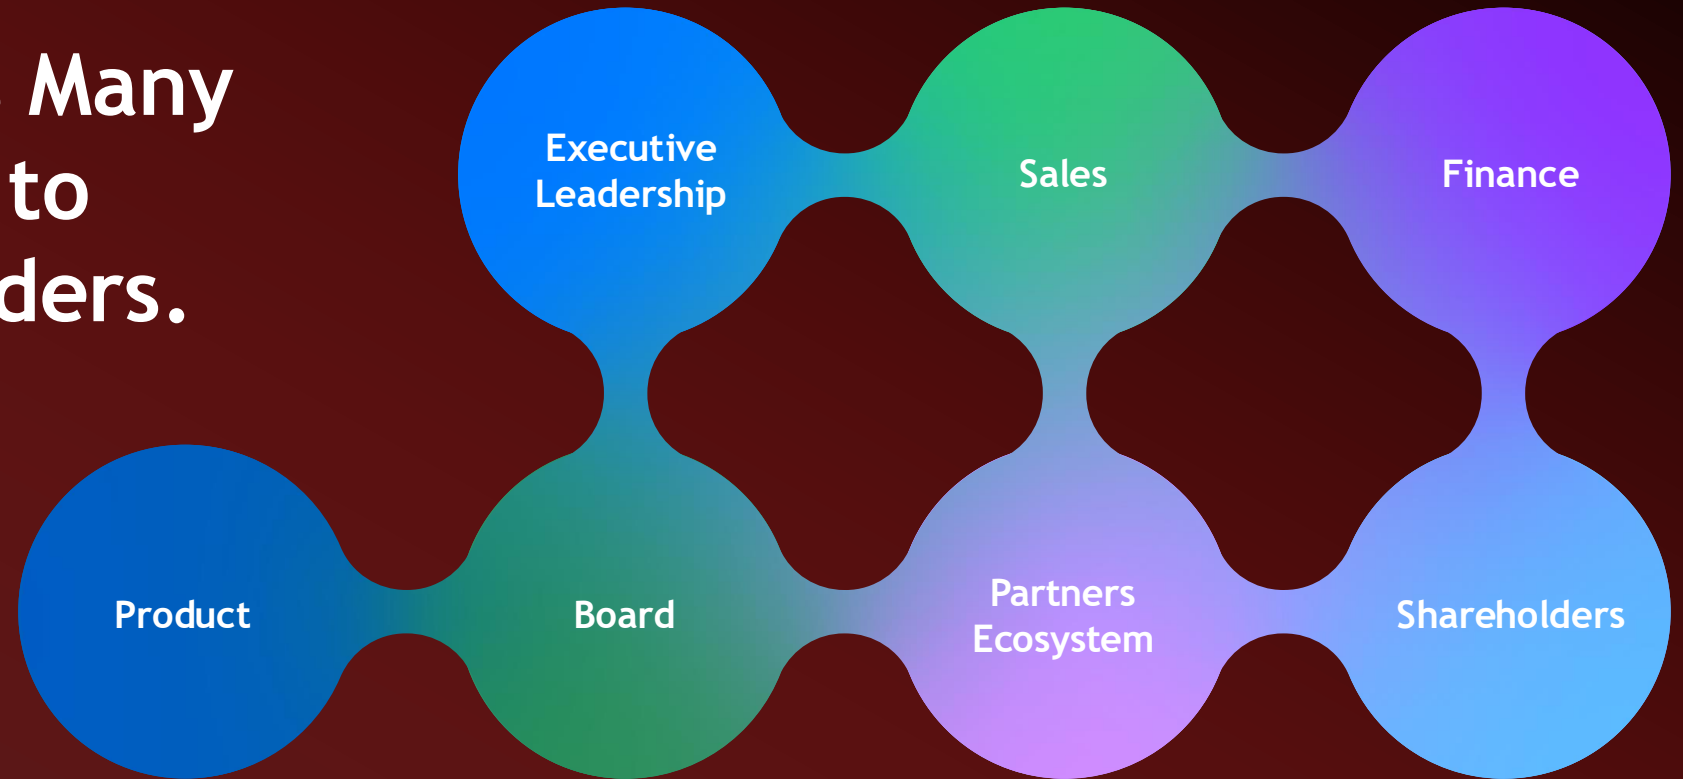 Many
to
ders.
Executive
Leadership
Sales
Finance
Product
Board
Partners
Ecosystem
Shareholders